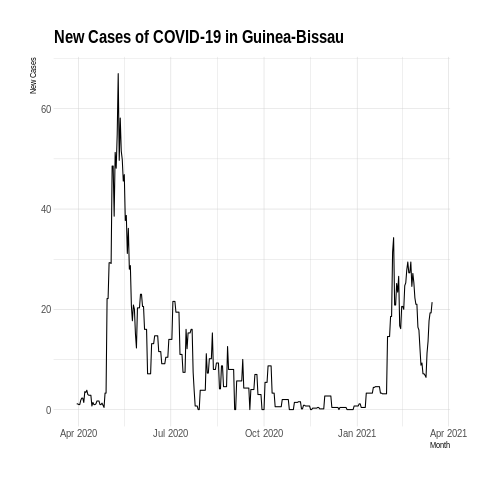 New Cases of COVID-19 in Guinea-Bissau
New Cases
60
40
20
0
Apr 2020 Jul 2020 Oct 2020 Jan 2021 Apr 2021
Month